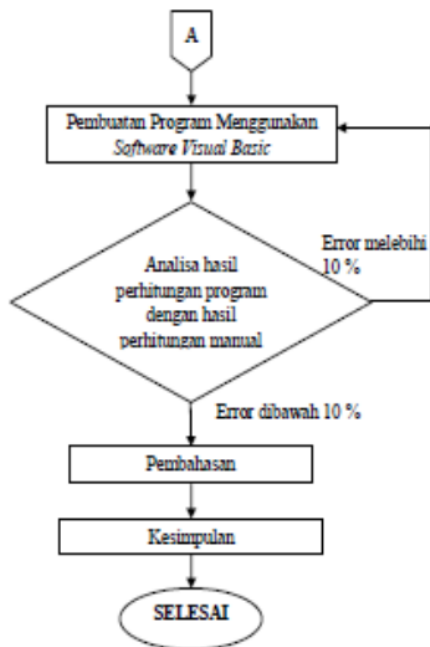 A
Pembuatan Program Menggunakan
Software Visual Basic
Error melebihi
10 %
Analisa hasil
perhitungan program
dengan hasil
perhitungan manual
Error dibawah 10 %
Pembahasan
Kesimpulan
SELESAI